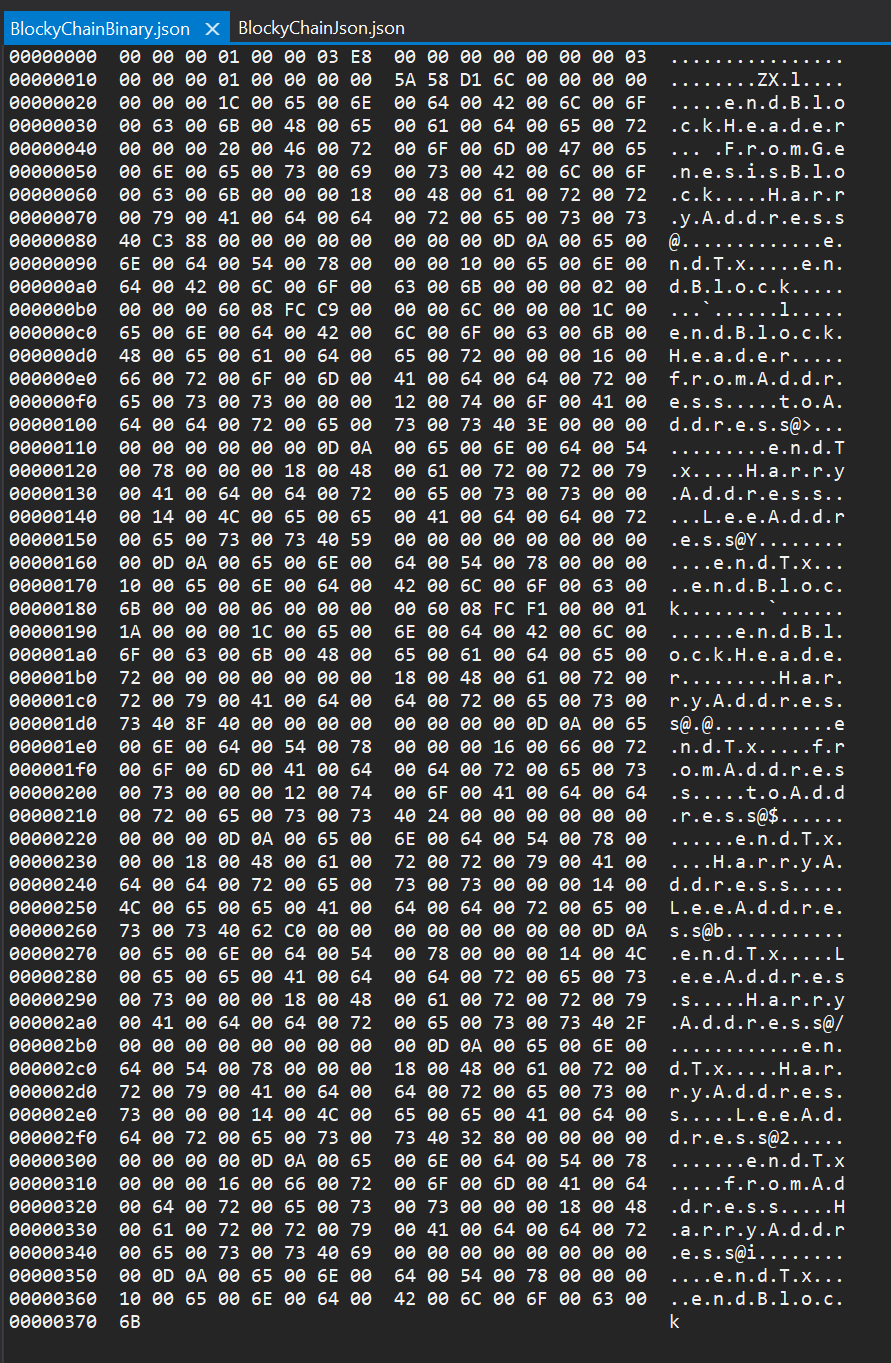 BlockyChainBinary.json ✕ BlockyChainJson.json
00000000 00 00 00 01 00 00 03 E8 00 00 00 00 00 00 00 03 ................
00000010 00 00 00 01 00 00 00 00 5A 58 D1 6C 00 00 00 00 ........ZX.l....
00000020 00 00 00 1C 00 65 00 6E 00 64 00 42 00 6C 00 6F .....e.n.d.B.l.o
00000030 00 63 00 6B 00 48 00 65 00 61 00 64 00 65 00 72 .c.k.H.e.a.d.e.r
00000040 00 00 00 20 00 46 00 72 00 6F 00 6D 00 47 00 65 ... .F.r.o.m.G.e
00000050 00 6E 00 65 00 73 00 69 00 73 00 42 00 6C 00 6F .n.e.s.i.s.B.l.o
00000060 00 63 00 6B 00 00 00 18 00 48 00 61 00 72 00 72 .c.k.....H.a.r.r
00000070 00 79 00 41 00 64 00 64 00 72 00 65 00 73 00 73 .y.A.d.d.r.e.s.s
00000080 40 C3 88 00 00 00 00 00 00 00 0D 0A 00 65 00 @.............e.
00000090 6E 00 64 00 54 00 78 00 00 00 10 00 65 00 6E 00 n.d.T.x.....e.n.
000000a0 64 00 42 00 6C 00 6F 00 63 00 6B 00 00 00 02 00 d.B.l.o.c.k.....
000000b0 00 00 00 60 08 FC C9 00 00 00 6C 00 00 00 1C 00 ...`......l.....
000000c0 65 00 6E 00 64 00 42 00 6C 00 6F 00 63 00 6B 00 e.n.d.B.l.o.c.k.
000000d0 48 00 65 00 61 00 64 00 65 00 72 00 00 00 16 00 H.e.a.d.e.r.....
000000e0 66 00 72 00 6F 00 6D 00 41 00 64 00 64 00 72 00 f.r.o.m.A.d.d.r.
000000f0 65 00 73 00 73 00 00 00 12 00 74 00 6F 00 41 00 e.s.s.....t.o.A.
00000100 64 00 64 00 72 00 65 00 73 00 73 40 3E 00 00 00 d.d.r.e.s.s@>...
00000110 00 00 00 00 00 00 0D 0A 00 65 00 6E 00 64 00 54 .........e.n.d.T
00000120 00 78 00 00 00 18 00 48 00 61 00 72 00 72 00 79 .x.....H.a.r.r.y
00000130 00 41 00 64 00 64 00 72 00 65 00 73 00 73 00 00 .A.d.d.r.e.s.s..
00000140 00 14 00 4C 00 65 00 65 00 41 00 64 00 64 00 72 ...L.e.e.A.d.d.r
00000150 00 65 00 73 00 73 40 59 00 00 00 00 00 00 00 00 .e.s.s@Y........
00000160 00 0D 0A 00 65 00 6E 00 64 00 54 00 78 00 00 00 ....e.n.d.T.x...
00000170 10 00 65 00 6E 00 64 00 42 00 6C 00 6F 00 63 00 ..e.n.d.B.l.o.c.
00000180 6B 00 00 00 06 00 00 00 00 60 08 FC F1 00 00 01 k........`......
00000190 1A 00 00 00 1C 00 65 00 6E 00 64 00 42 00 6C 00 ......e.n.d.B.l.
000001a0 6F 00 63 00 6B 00 48 00 65 00 61 00 64 00 65 00 o.c.k.H.e.a.d.e.
000001b0 72 00 00 00 00 00 00 00 18 00 48 00 61 00 72 00 r.........H.a.r.
000001c0 72 00 79 00 41 00 64 00 64 00 72 00 65 00 73 00 r.y.A.d.d.r.e.s.
000001d0 73 40 8F 40 00 00 00 00 00 00 00 00 0D 0A 00 65 s@.@...........e
000001e0 00 6E 00 64 00 54 00 78 00 00 00 16 00 66 00 72 .n.d.T.x.....f.r
000001f0 00 6F 00 6D 00 41 00 64 00 64 00 72 00 65 00 73 .o.m.A.d.d.r.e.s
00000200 00 73 00 00 00 12 00 74 00 6F 00 41 00 64 00 64 .s.....t.o.A.d.d
00000210 00 72 00 65 00 73 00 73 40 24 00 00 00 00 00 00 .r.e.s.s@$......
00000220 00 00 00 0D 0A 00 65 00 6E 00 64 00 54 00 78 00 ......e.n.d.T.x.
00000230 00 00 18 00 48 00 61 00 72 00 72 00 79 00 41 00 ....H.a.r.r.y.A.
00000240 64 00 64 00 72 00 65 00 73 00 73 00 00 00 14 00 d.d.r.e.s.s.....
00000250 4C 00 65 00 65 00 41 00 64 00 64 00 72 00 65 00 L.e.e.A.d.d.r.e.
00000260 73 00 73 40 62 C0 00 00 00 00 00 00 00 00 0D 0A s.s@b...........
00000270 00 65 00 6E 00 64 00 54 00 78 00 00 00 14 00 4C .e.n.d.T.x.....L
00000280 00 65 00 65 00 41 00 64 00 64 00 72 00 65 00 73 .e.e.A.d.d.r.e.s
00000290 00 73 00 00 00 18 00 48 00 61 00 72 00 72 00 79 .s.....H.a.r.r.y
000002a0 00 41 00 64 00 64 00 72 00 65 00 73 00 73 40 2F .A.d.d.r.e.s.s@/
000002b0 00 00 00 00 00 00 00 00 00 0D 0A 00 65 00 6E 00 ............e.n.
000002c0 64 00 54 00 78 00 00 00 18 00 48 00 61 00 72 00 d.T.x.....H.a.r.
000002d0 72 00 79 00 41 00 64 00 64 00 72 00 65 00 73 00 r.y.A.d.d.r.e.s.
000002e0 73 00 00 00 14 00 4C 00 65 00 65 00 41 00 64 00 s.....L.e.e.A.d.
000002f0 64 00 72 00 65 00 73 00 73 40 32 80 00 00 00 00 d.r.e.s.s@2.....
00000300 00 00 00 00 00 0D 0A 00 65 00 6E 00 64 00 54 00 78 .......e.n.d.T.x
00000310 00 00 00 16 00 66 00 72 00 6F 00 6D 00 41 00 64 .....f.r.o.m.A.d
00000320 00 64 00 72 00 65 00 73 00 73 00 00 00 18 00 48 .d.r.e.s.s.....H
00000330 00 61 00 72 00 72 00 79 00 41 00 64 00 64 00 72 .a.r.r.y.A.d.d.r
00000340 00 65 00 73 00 73 40 69 00 00 00 00 00 00 00 00 .e.s.s@i........
00000350 00 0D 0A 00 65 00 6E 00 64 00 54 00 78 00 00 00 ....e.n.d.T.x...
00000360 10 00 65 00 6E 00 64 00 42 00 6C 00 6F 00 63 00 ..e.n.d.B.l.o.c.
00000370 6B k